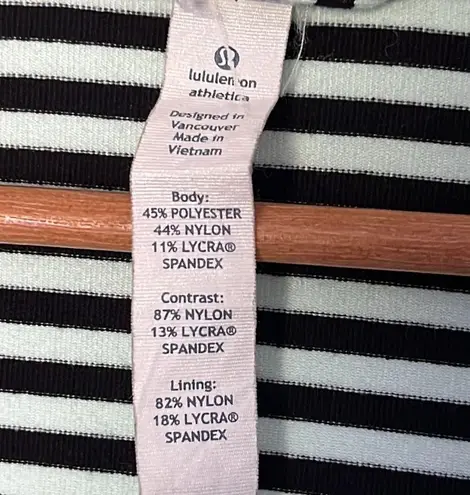 lululemon
athletica
Designed in
Vancouver
Made in
Vietnam
Body:
45% POLYESTER
44% NYLON
11% LYCRA®
SPANDEX
Contrast:
87% NYLON
13% LYCRA®
SPANDEX
Lining:
82% NYLON
18% LYCRA®
SPANDEX